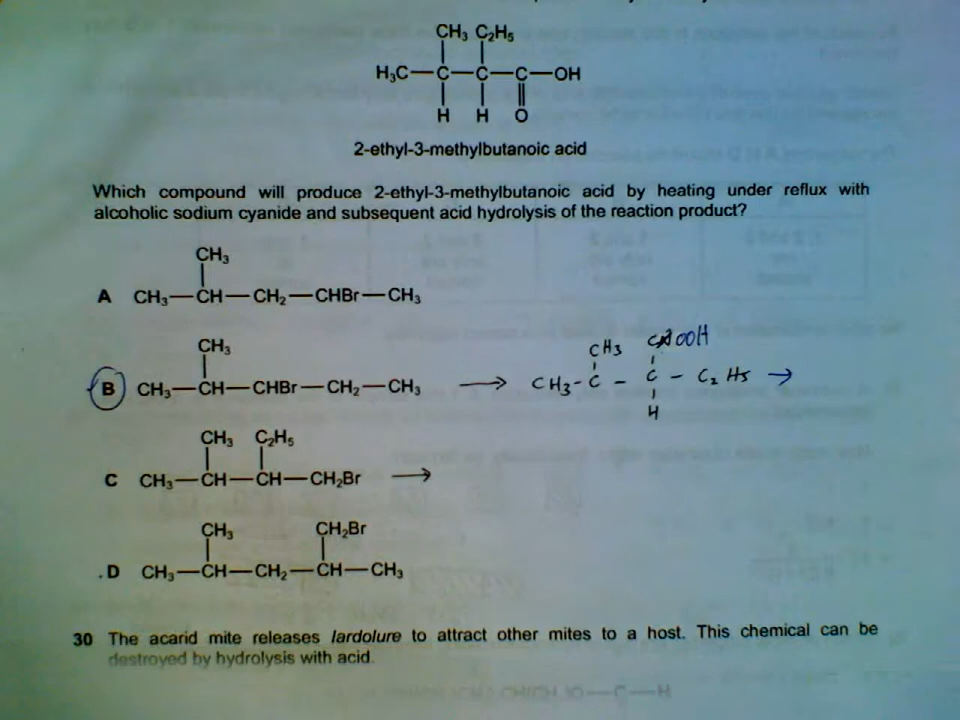 CH₃ C₂H₅
H₃C—C—C—C—OH
H H O
2-ethyl-3-methylbutanoic acid
Which compound will produce 2-ethyl-3-methylbutanoic acid by heating under reflux with
alcoholic sodium cyanide and subsequent acid hydrolysis of the reaction product?
CH₃
A CH₃—CH—CH₂—CHBr—CH₃
CH₃
B CH₃—CH—CHBr—CH₂—CH₃
CH₃ COOH
→ CH₃-C - C - C₂H₅ →
H
CH₃ C₂H₅
C CH₃—CH—CH—CH₂Br →
CH₃ CH₂Br
D CH₃—CH—CH₂—CH—CH₃
30 The acarid mite releases lardolure to attract other mites to a host. This chemical can be
destroyed by hydrolysis with acid.